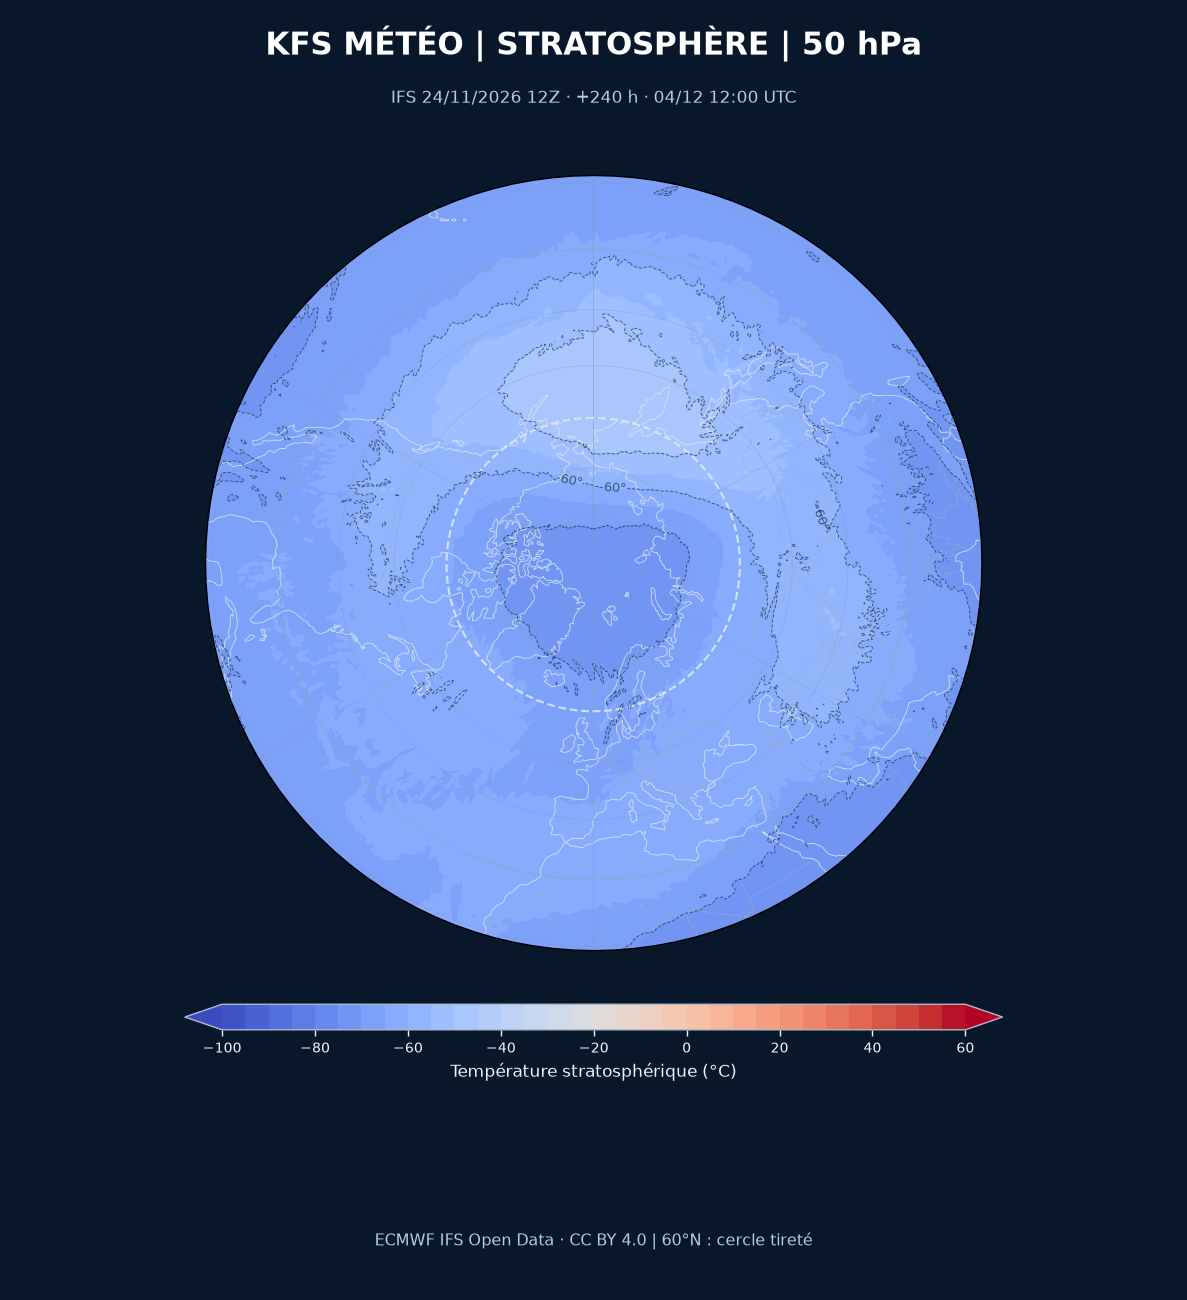 KFS MÉTÉO | STRATOSPHÈRE | 50 hPa
IFS 24/11/2026 12Z · +240 h · 04/12 12:00 UTC
-60°
-60°
-60°
−100 −80 −60 −40 −20 0 20 40 60
Température stratosphérique (°C)
ECMWF IFS Open Data · CC BY 4.0 | 60°N : cercle tireté